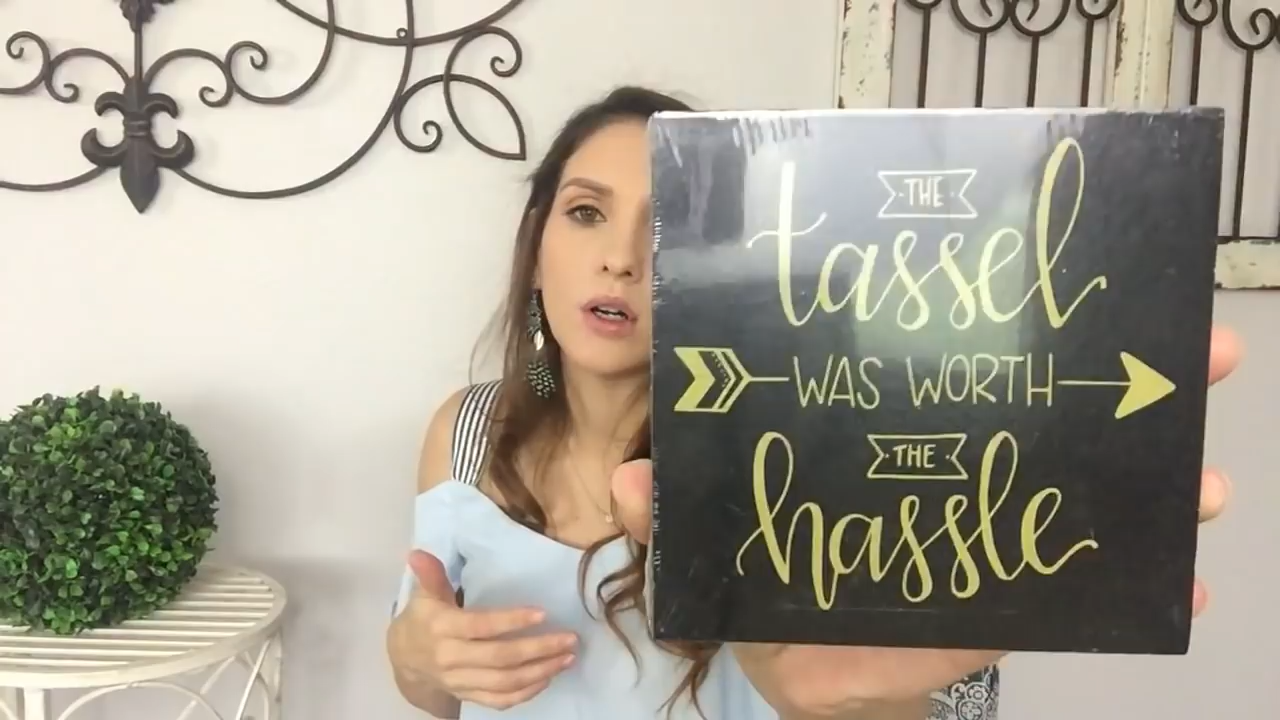 THE
tassel
WAS WORTH
THE
hassle